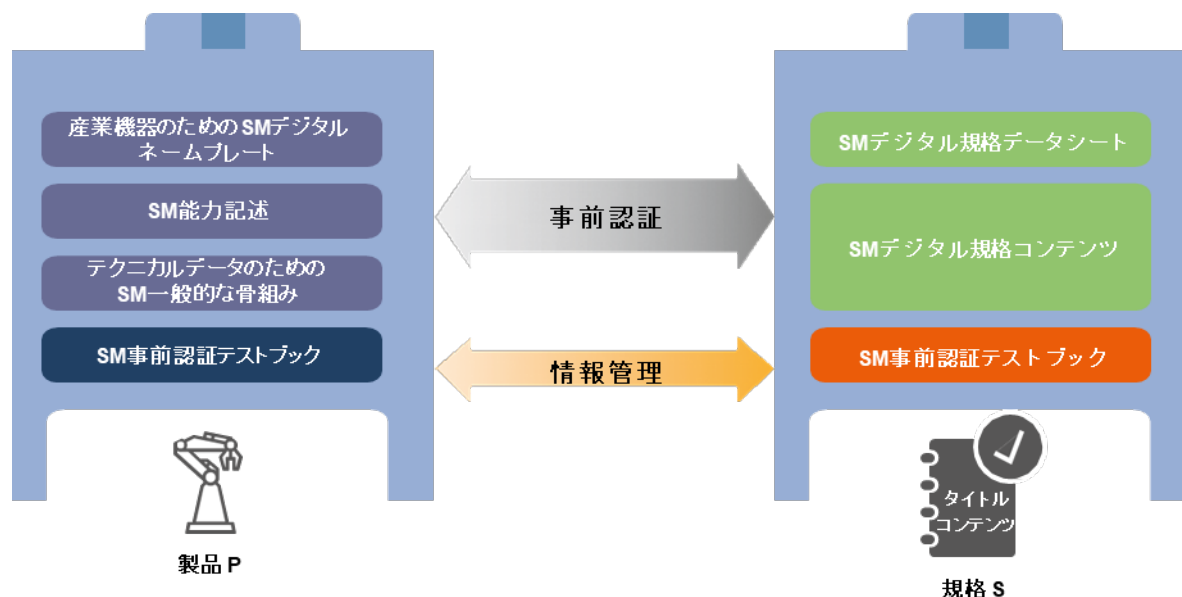 産業機器のためのSMデジタル
ネームプレート
SM能力記述
テクニカルデータのための
SM一般的な骨組み
SM事前認証テストブック
製品 P
事前認証
情報管理
SMデジタル規格データシート
SMデジタル規格コンテンツ
SM事前認証テストブック
タイトル
コンテンツ
規格 S